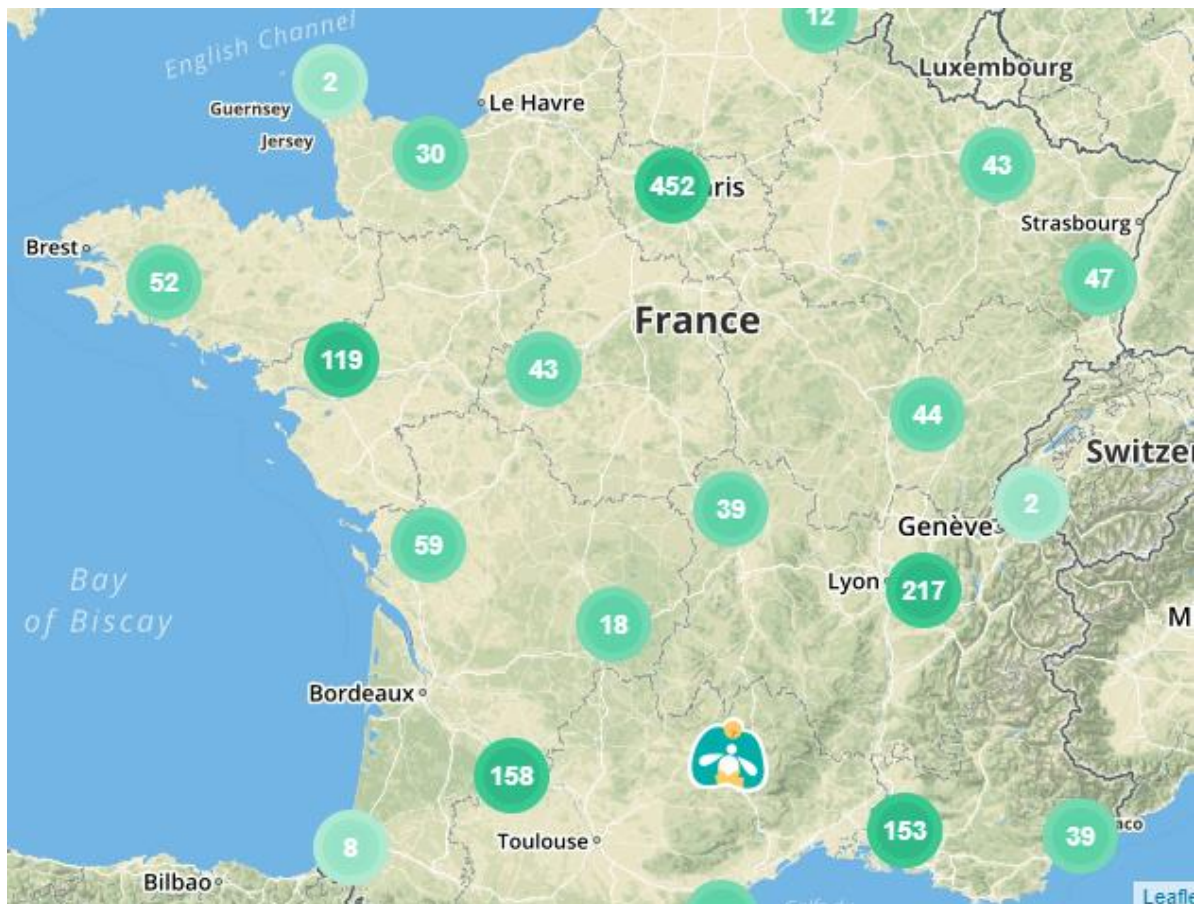 12
English Channel
Luxembourg
2
Le Havre
Guernsey
Jersey
30
43
452
ris
Strasbourg
Brest
52
47
France
119
43
44
Switzer
39
2
Genève
59
Bay
of Biscay
Lyon
217
18
M
Bordeaux
158
153
39
aco
Toulouse
8
Bilbao
Leafle